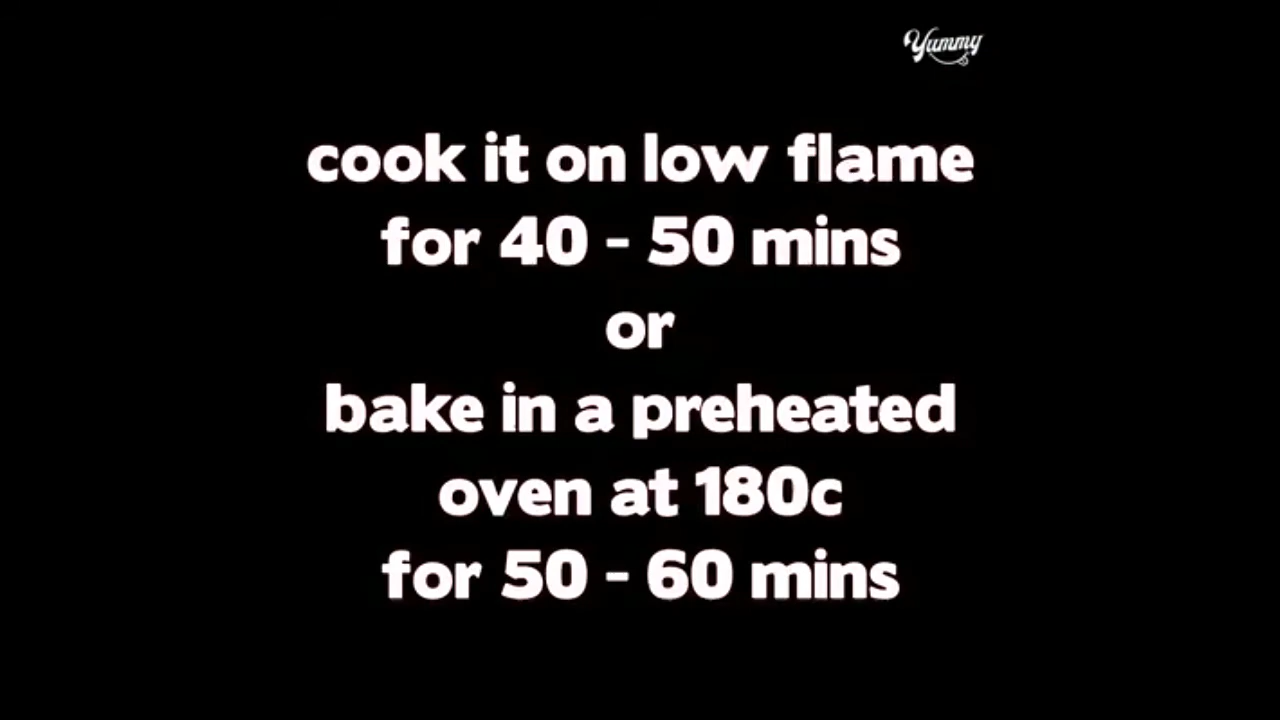 Yummy
cook it on low flame
for 40 - 50 mins
or
bake in a preheated
oven at 180c
for 50 - 60 mins